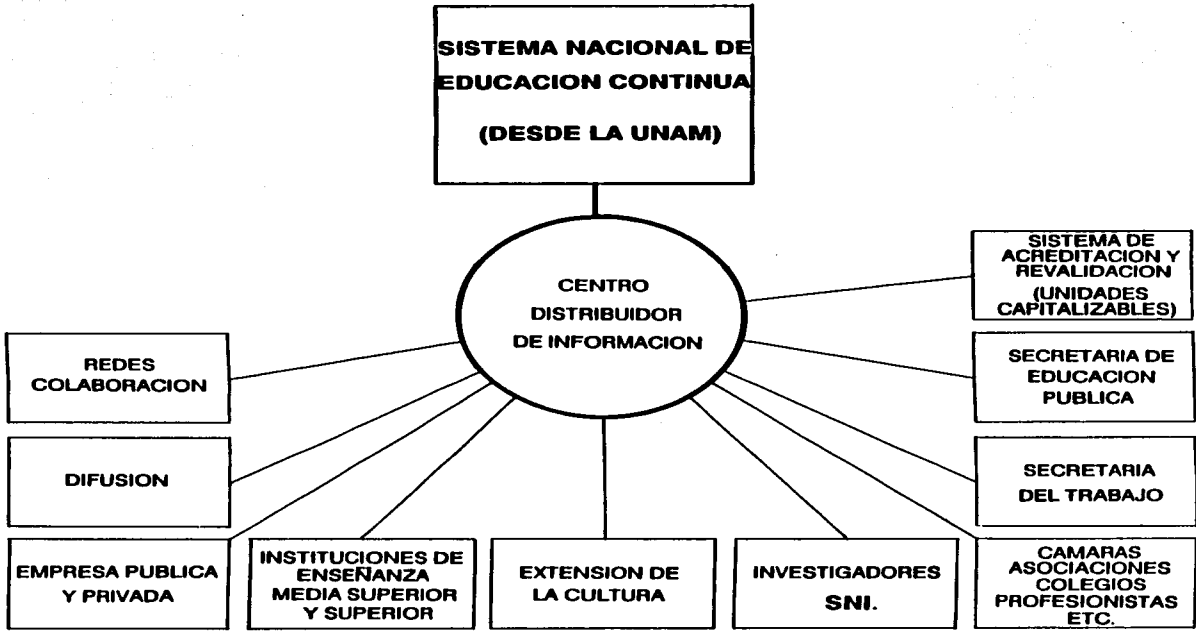 SISTEMA NACIONAL DE
EDUCACION CONTINUA
(DESDE LA UNAM)
CENTRO
DISTRIBUIDOR
DE INFORMACION
SISTEMA DE
ACREDITACION Y
REVALIDACION
(UNIDADES
CAPITALIZABLES)
REDES
COLABORACION
SECRETARIA DE
EDUCACION
PUBLICA
DIFUSION
SECRETARIA
DEL TRABAJO
EMPRESA PUBLICA
Y PRIVADA
INSTITUCIONES DE
ENSEÑANZA
MEDIA SUPERIOR
Y SUPERIOR
EXTENSION DE
LA CULTURA
INVESTIGADORES
SNI.
CAMARAS
ASOCIACIONES
COLEGIOS
PROFESIONISTAS
ETC.